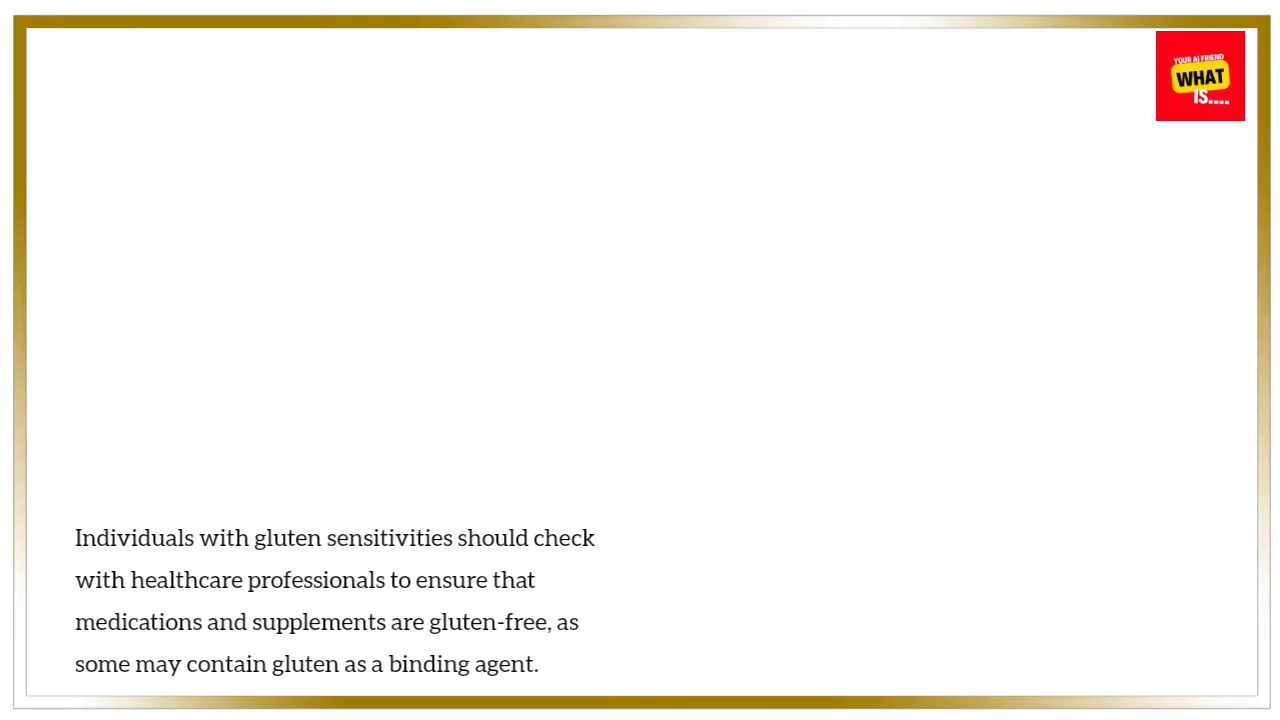 YOUR AI FRIEND
WHAT
IS....
Individuals with gluten sensitivities should check
with healthcare professionals to ensure that
medications and supplements are gluten-free, as
some may contain gluten as a binding agent.